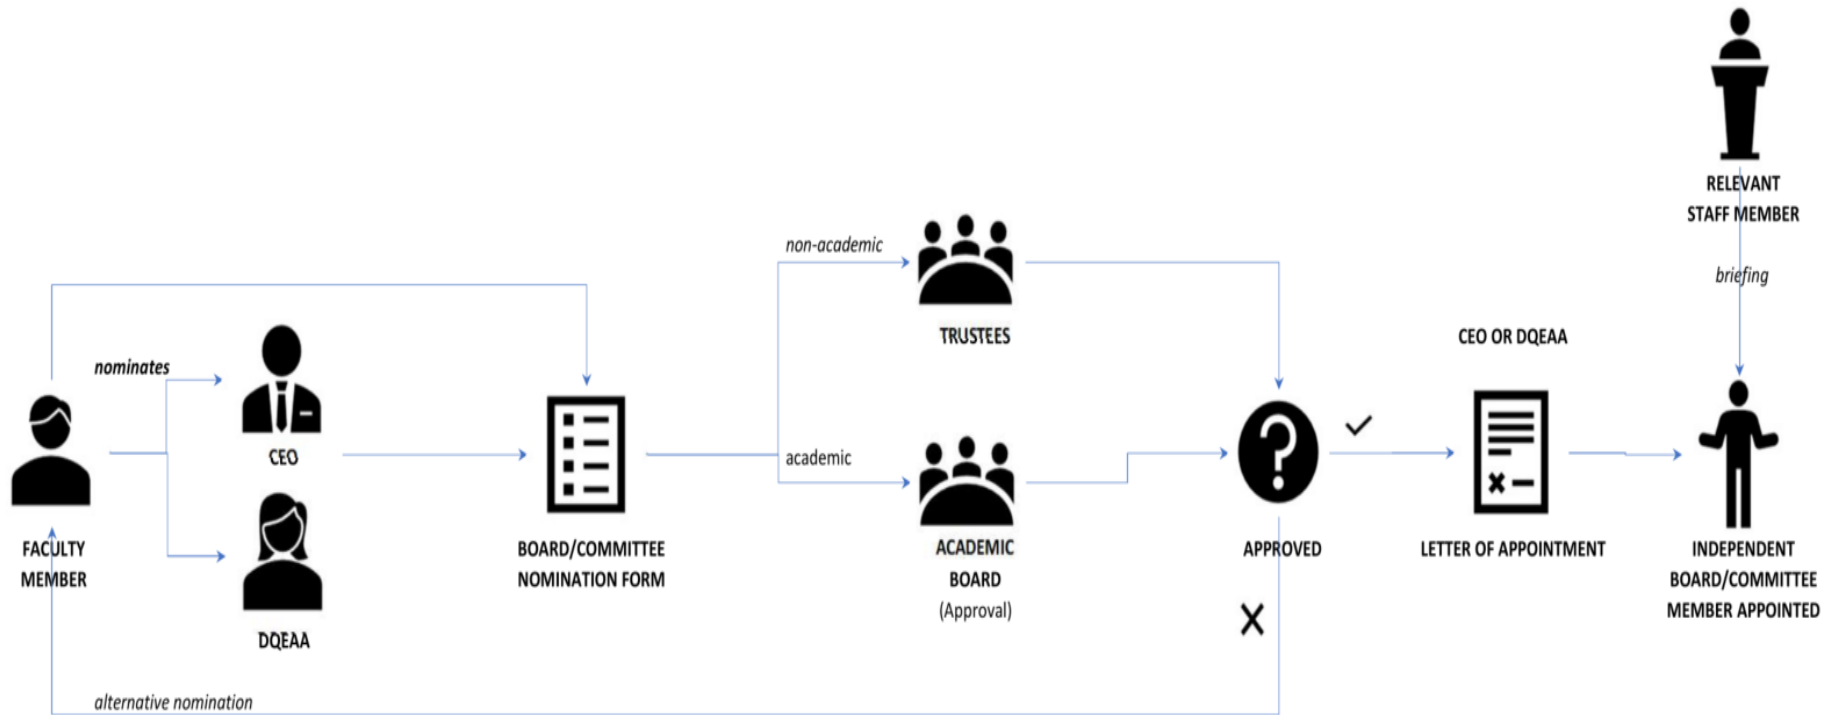 RELEVANT
STAFF MEMBER
briefing
non-academic
TRUSTEES
nominates
CEO
academic
CEO OR DQEAA
FACULTY
MEMBER
DQEAA
BOARD/COMMITTEE
NOMINATION FORM
ACADEMIC
BOARD
(Approval)
APPROVED
LETTER OF APPOINTMENT
INDEPENDENT
BOARD/COMMITTEE
MEMBER APPOINTED
alternative nomination